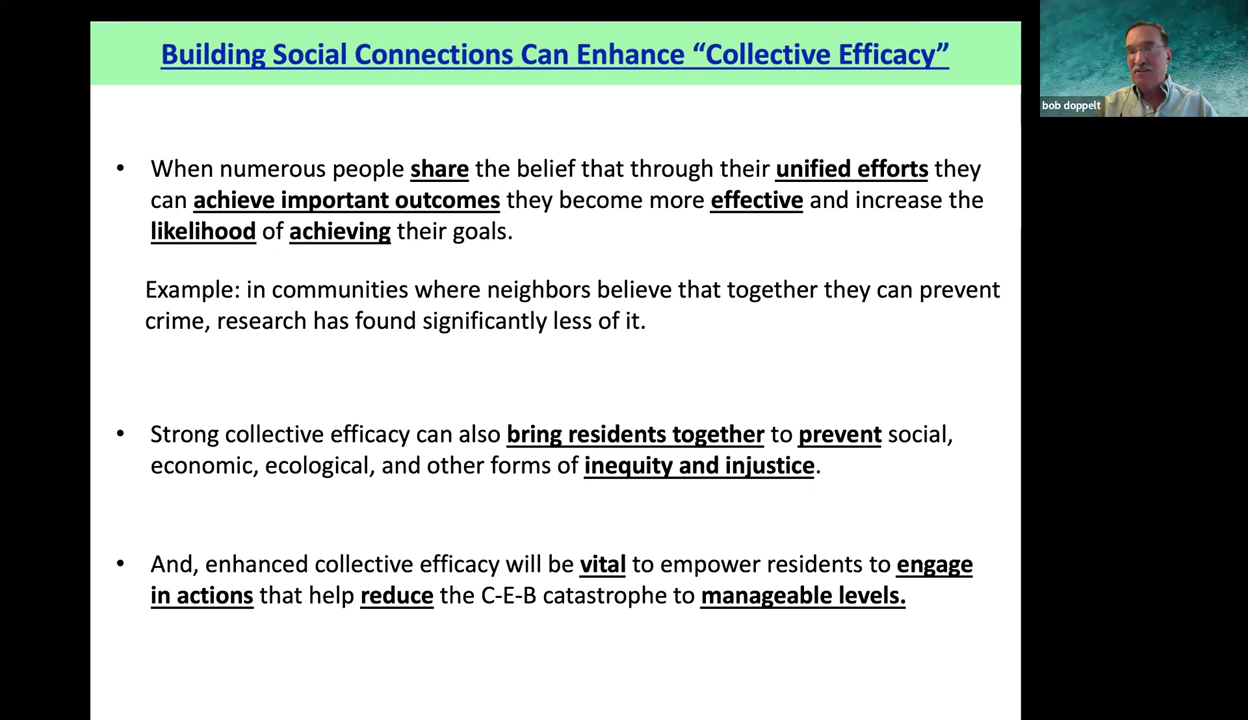 Building Social Connections Can Enhance “Collective Efficacy”
bob doppelt
• When numerous people share the belief that through their unified efforts they
can achieve important outcomes they become more effective and increase the
likelihood of achieving their goals.
Example: in communities where neighbors believe that together they can prevent
crime, research has found significantly less of it.
• Strong collective efficacy can also bring residents together to prevent social,
economic, ecological, and other forms of inequity and injustice.
• And, enhanced collective efficacy will be vital to empower residents to engage
in actions that help reduce the C-E-B catastrophe to manageable levels.